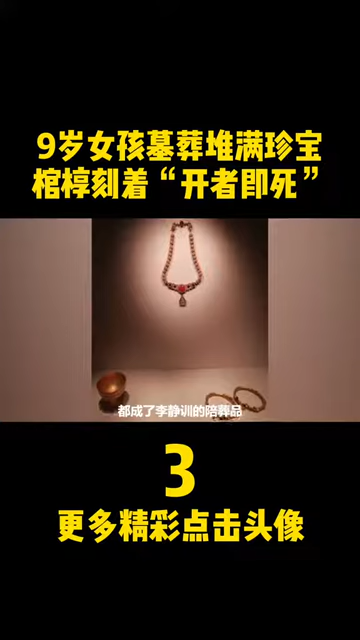 9岁女孩墓葬堆满珍宝
棺椁刻着“开者即死”
都成了李静训的陪葬品
3
更多精彩点击头像